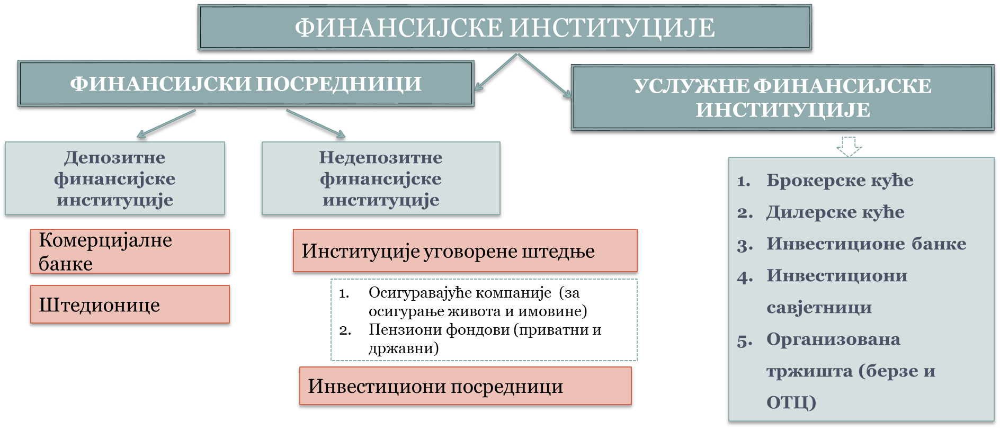 ФИНАНСИЈСКЕ ИНСТИТУЦИЈЕ
ФИНАНСИЈСКИ ПОСРЕДНИЦИ
УСЛУЖНЕ ФИНАНСИЈСКЕ
ИНСТИТУЦИЈЕ
Депозитне
финансијске
институције
Недепозитне
финансијске
институције
Комерцијалне
банке
Штедионице
Институције уговорене штедње
1. Осигуравајуће компаније (за
осигурање живота и имовине)
2. Пензиони фондови (приватни и
државни)
Инвестициони посредници
1. Брокерске куће
2. Дилерске куће
3. Инвестиционе банке
4. Инвестициони
савјетници
5. Организована
тржишта (берзе и
ОТЦ)